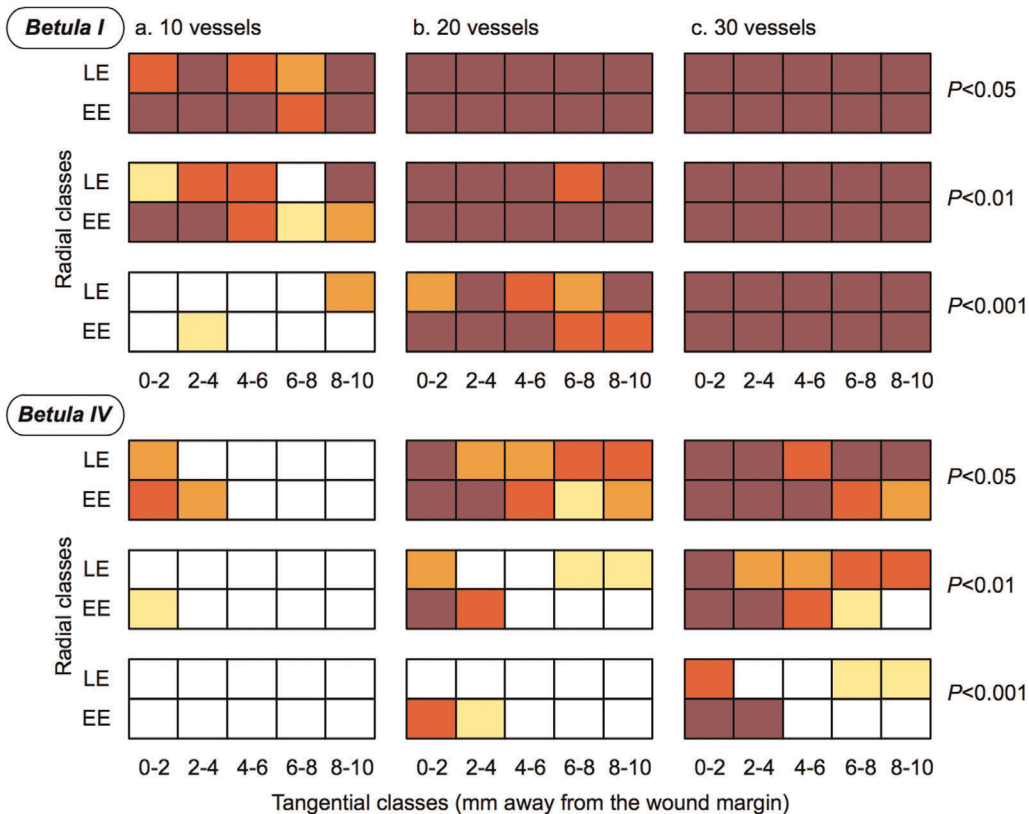 Betula I a. 10 vessels b. 20 vessels c. 30 vessels
LE
EE
P<0.05
LE
EE
P<0.01
LE
EE
P<0.001
Radial classes
0-2 2-4 4-6 6-8 8-10 0-2 2-4 4-6 6-8 8-10 0-2 2-4 4-6 6-8 8-10
Betula IV
LE
EE
P<0.05
LE
EE
P<0.01
LE
EE
P<0.001
Radial classes
0-2 2-4 4-6 6-8 8-10 0-2 2-4 4-6 6-8 8-10 0-2 2-4 4-6 6-8 8-10
Tangential classes (mm away from the wound margin)